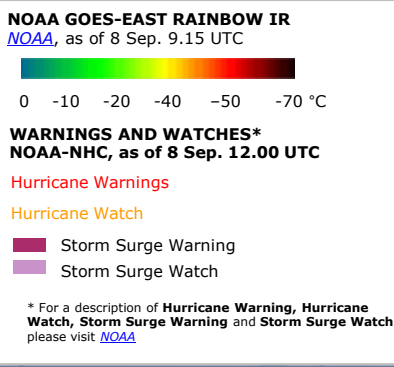 NOAA GOES-EAST RAINBOW IR
NOAA, as of 8 Sep. 9.15 UTC
0 -10 -20 -40 –50 -70 °C
WARNINGS AND WATCHES*
NOAA-NHC, as of 8 Sep. 12.00 UTC
Hurricane Warnings
Hurricane Watch
Storm Surge Warning
Storm Surge Watch
* For a description of Hurricane Warning, Hurricane
Watch, Storm Surge Warning and Storm Surge Watch
please visit NOAA